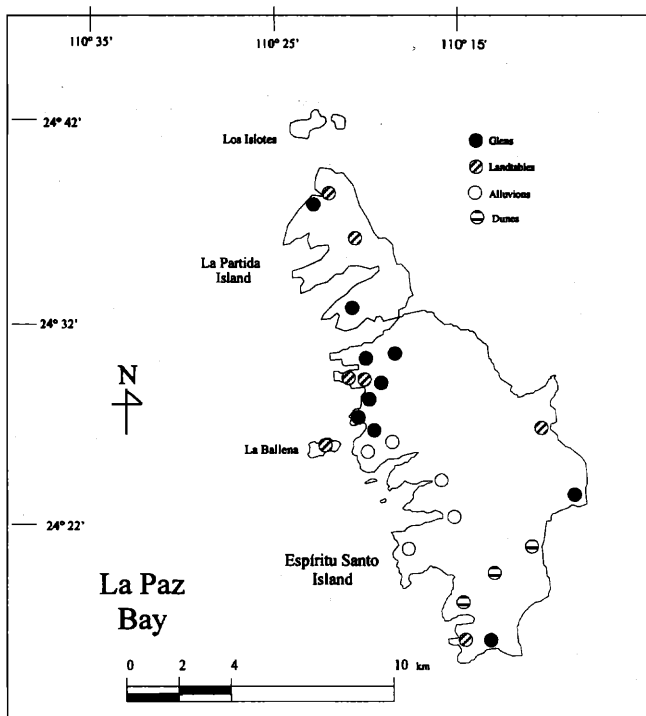 110° 35'
110° 25'
110° 15'
24° 42'
Los Islotes
Glens
Landtables
Alluvions
Dunes
La Partida
Island
24° 32'
N
La Ballena
24° 22'
Espíritu Santo
Island
La Paz
Bay
0 2 4 10 km